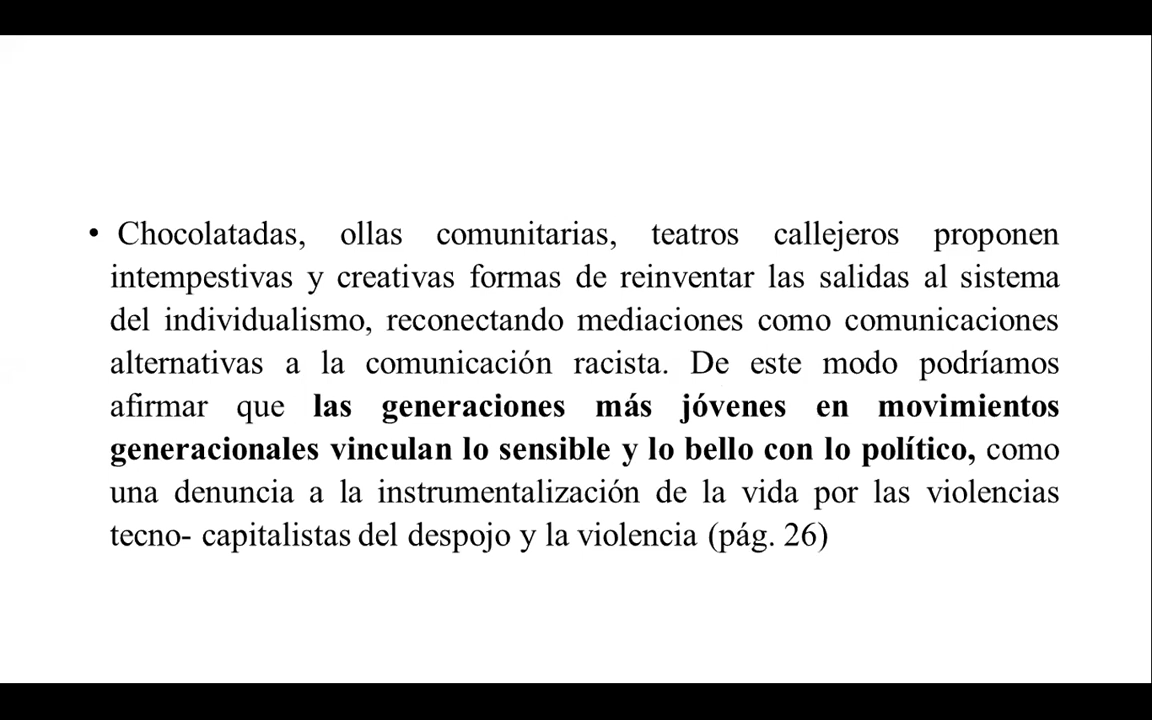 • Chocolatadas, ollas comunitarias, teatros callejeros proponen
intempestivas y creativas formas de reinventar las salidas al sistema
del individualismo, reconectando mediaciones como comunicaciones
alternativas a la comunicación racista. De este modo podríamos
afirmar que las generaciones más jóvenes en movimientos
generacionales vinculan lo sensible y lo bello con lo político, como
una denuncia a la instrumentalización de la vida por las violencias
tecno- capitalistas del despojo y la violencia (pág. 26)